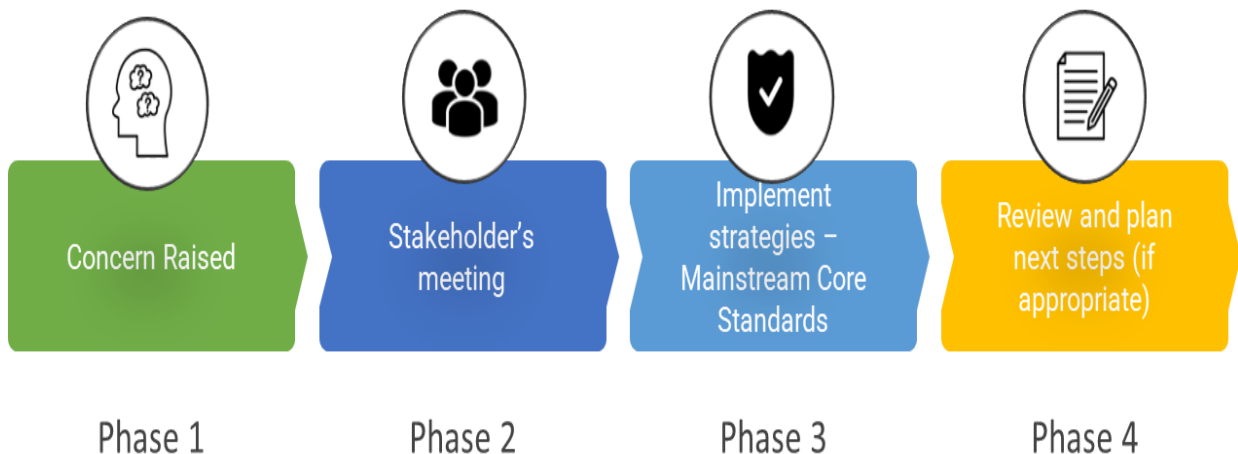 Concern Raised
Stakeholder’s
meeting
Implement
strategies –
Mainstream Core
Standards
Review and plan
next steps (if
appropriate)
Phase 1
Phase 2
Phase 3
Phase 4